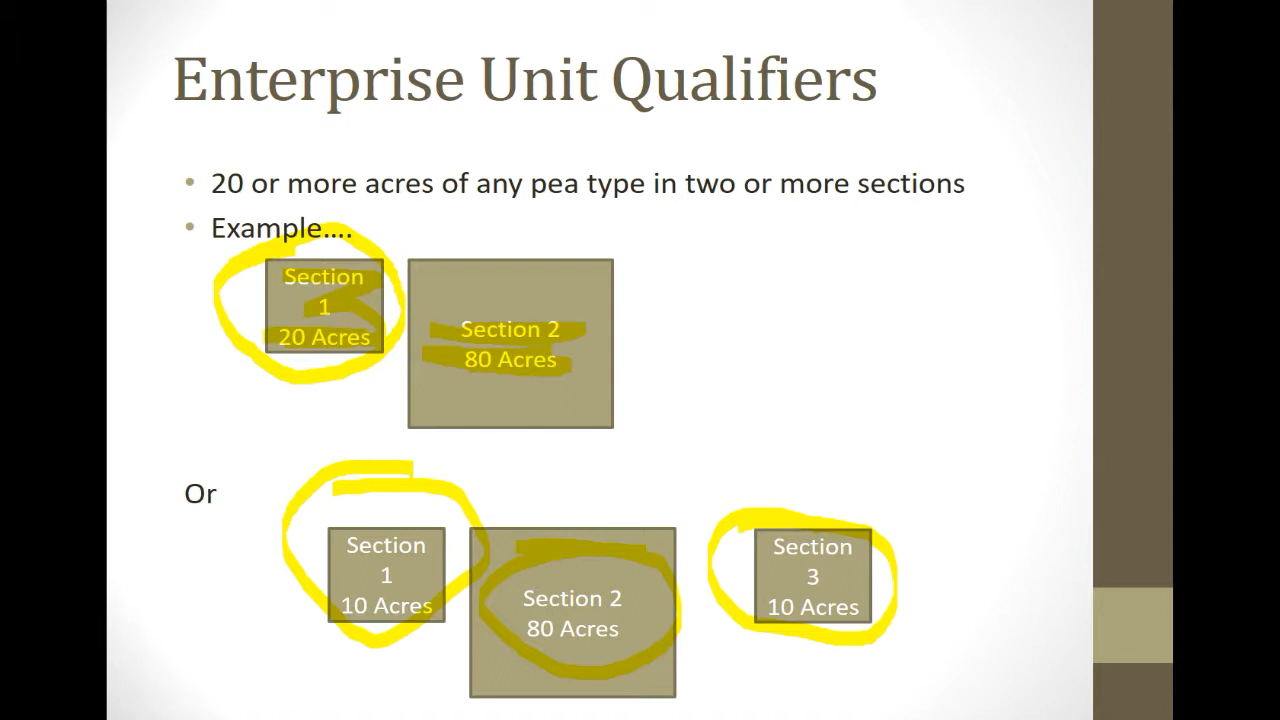 Enterprise Unit Qualifiers
• 20 or more acres of any pea type in two or more sections
• Example....
Section
1
20 Acres
Section 2
80 Acres
Or
Section
1
10 Acres
Section 2
80 Acres
Section
3
10 Acres